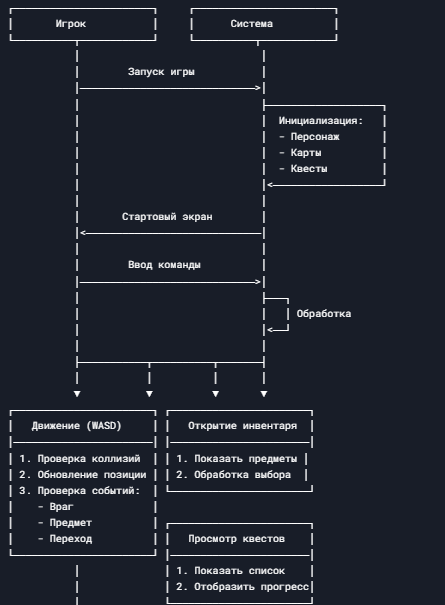 Игрок
Система
Запуск игры
Инициализация:
- Персонаж
- Карты
- Квесты
Стартовый экран
Ввод команды
Обработка
Движение (WASD)
1. Проверка коллизий
2. Обновление позиции
3. Проверка событий:
- Враг
- Предмет
- Переход
Открытие инвентаря
1. Показать предметы
2. Обработка выбора
Просмотр квестов
1. Показать список
2. Отобразить прогресс